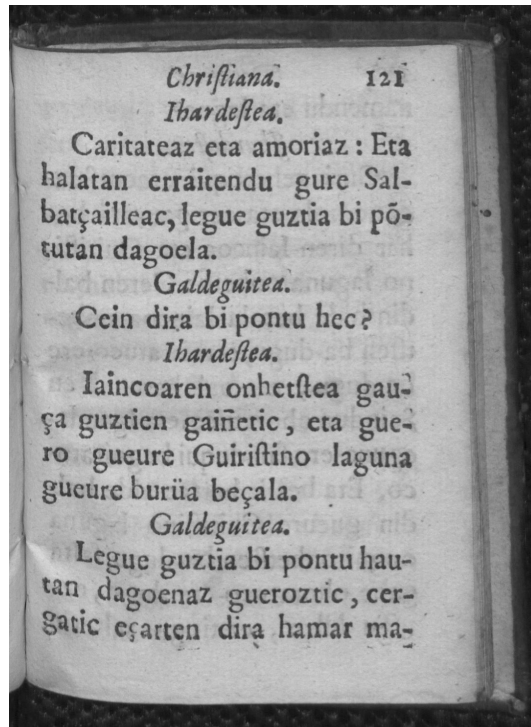 Chriſtiana. 121
Ihardeſtea.
Caritateaz eta amoriaz : Eta
halatan erraitendu gure Sal-
batçailleac, legue guztia bi põ-
tutan dagoela.
Galdeguitea.
Cein dira bi pontu hec?
Ihardeſtea.
Iaincoaren onhetſtea gau-
ça guztien gaiñetic, eta gue-
ro gueure Guiriſtino laguna
gueure burüa beçala.
Galdeguitea.
Legue guztia bi pontu hau-
tan dagoenaz gueroztic, cer-
gatic eçarten dira hamar ma-